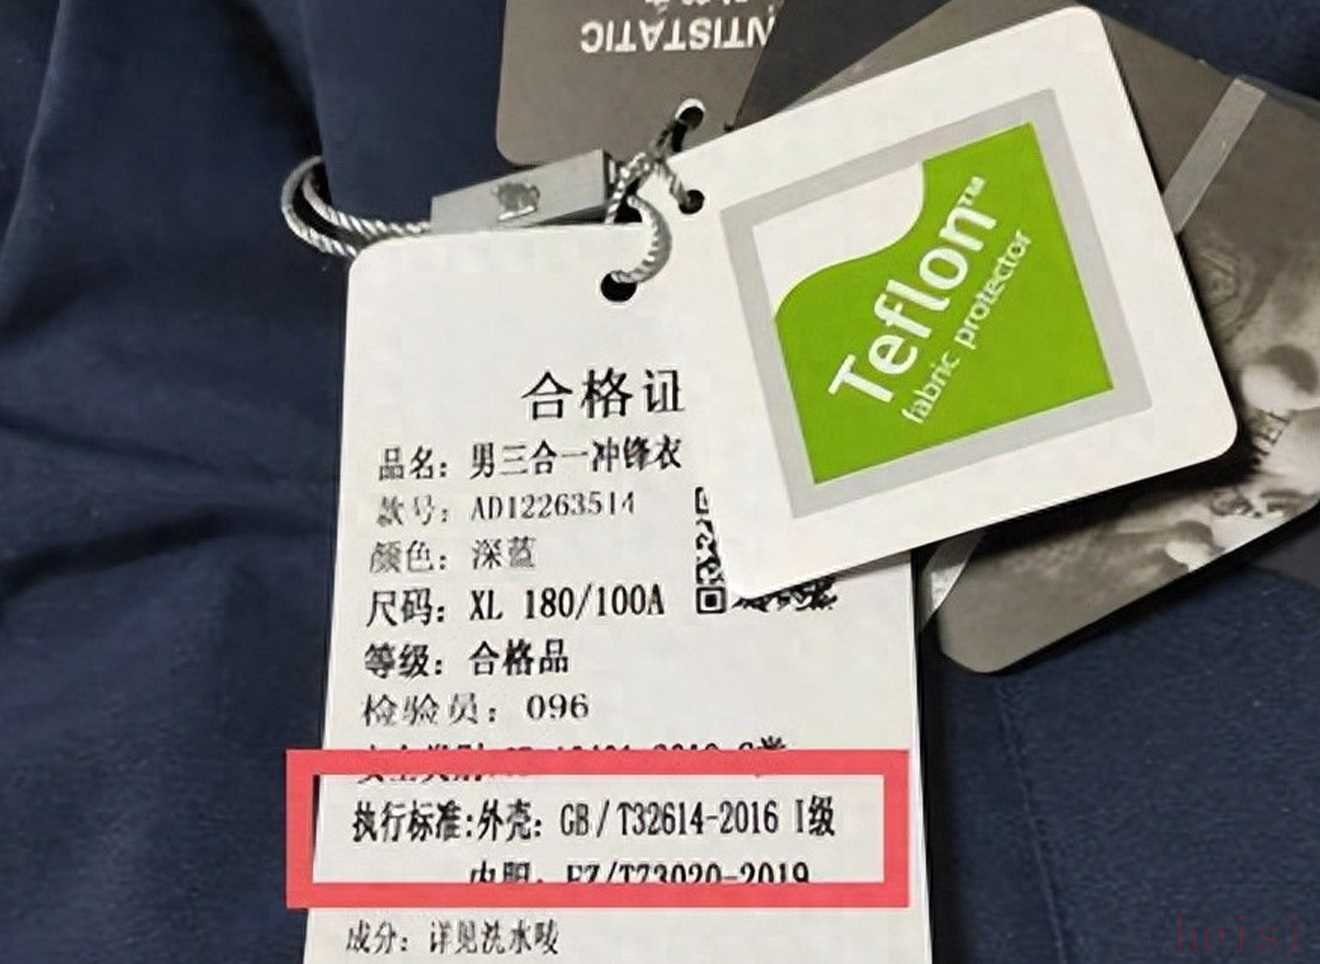 ANTISTATIC
Teflon™
fabric protector
合格证
品名：男三合一冲锋衣
款号：AD12263514
颜色：深蓝
尺码：XL 180/100A
等级：合格品
检验员：096
执行标准:外壳：GB/T32614-2016 I级
内胆：FZ/T73020-2019
成分：详见洗水唛
heisi